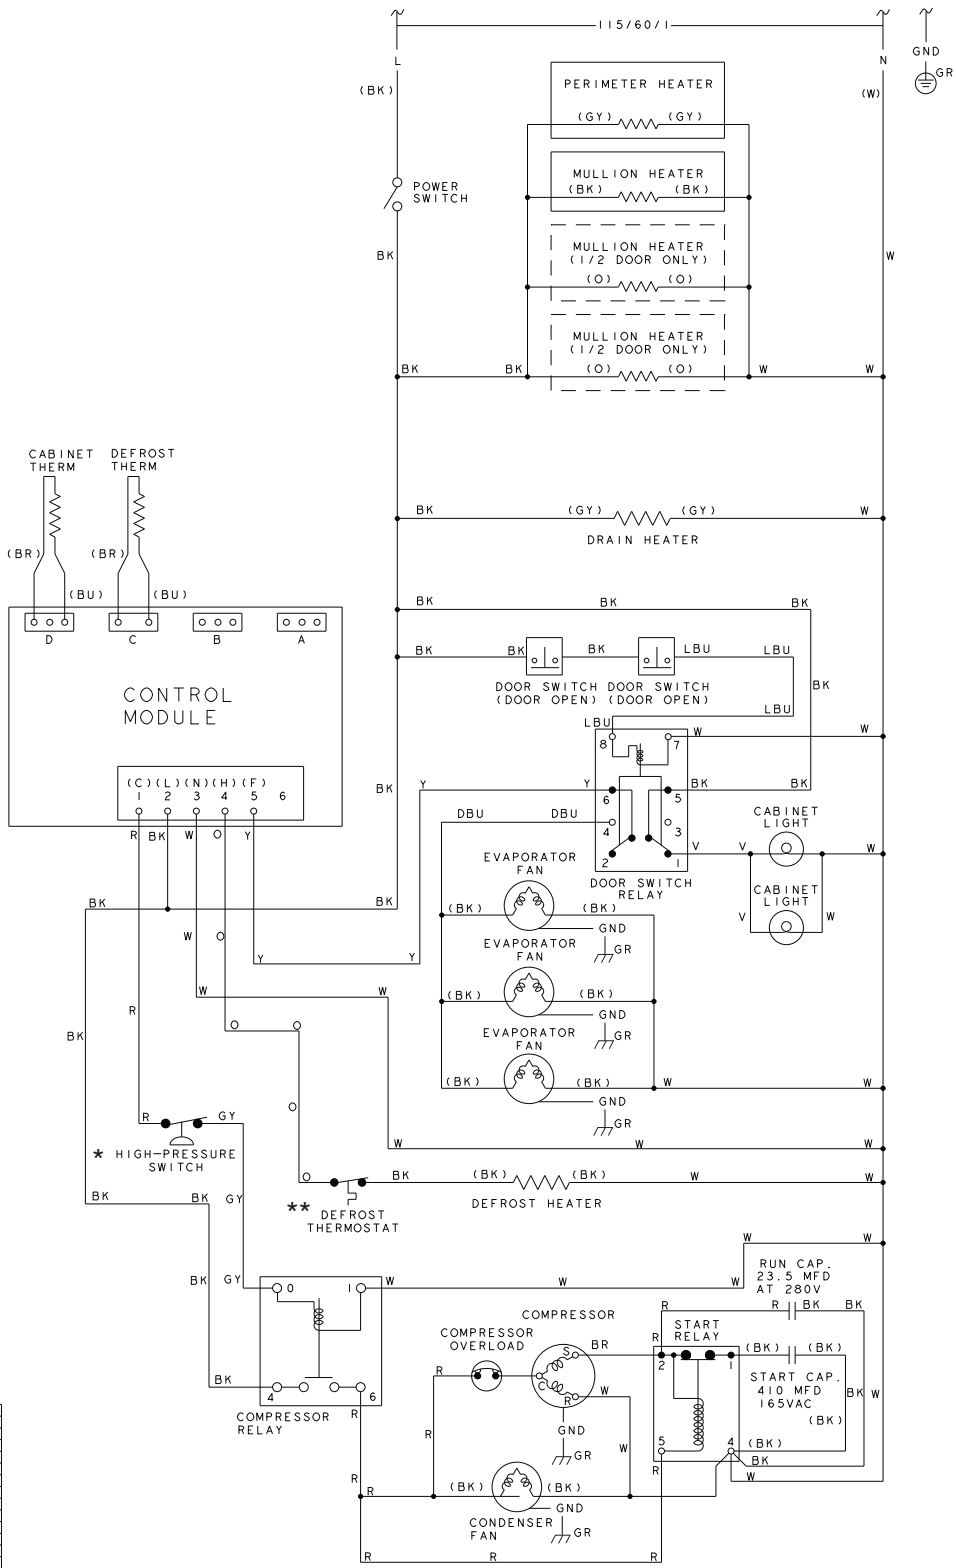 115/60/1
L
N
GND
GR
(BK)
(W)
PERIMETER HEATER
(GY) (GY)
POWER
SWITCH
MULLION HEATER
(BK) (BK)
BK
W
MULLION HEATER
(1/2 DOOR ONLY)
(O) (O)
MULLION HEATER
(1/2 DOOR ONLY)
BK BK (O) (O) W W
CABINET
THERM
DEFROST
THERM
BK (GY) (GY) W
DRAIN HEATER
(BR) (BR)
(BU) (BU)
BK BK BK
D C B A
BK BK BK LBU LBU
DOOR SWITCH
(DOOR OPEN)
DOOR SWITCH
(DOOR OPEN)
BK
CONTROL
MODULE
LBU
LBU
8 7 W
(C) (L) (N) (H) (F)
1 2 3 4 5 6
BK
Y Y 6 5 BK BK
DBU DBU 4 3
CABINET
LIGHT
R BK W O Y
2 1 V V W
DOOR SWITCH
RELAY
EVAPORATOR
FAN
CABINET
LIGHT
V W
BK BK
(BK) (BK)
GND
GR
W O
EVAPORATOR
FAN
Y Y
W W
(BK) (BK)
GND
GR
R
O O
BK
EVAPORATOR
FAN
(BK) (BK) W W
GND
GR
O
R GY
* HIGH-PRESSURE
SWITCH
W W W
O BK (BK) (BK) W W
** DEFROST
THERMOSTAT
DEFROST HEATER
BK BK GY
W W
BK GY 0 1 W W W
RUN CAP.
23.5 MFD
AT 280V
R R BK BK
COMPRESSOR
COMPRESSOR
OVERLOAD
START
RELAY
R
S BR 2 1 (BK) (BK)
R C R W
START CAP.
410 MFD
165VAC
(BK)
BK W
BK 4 6
COMPRESSOR
RELAY
R
GND
GR
R W
5 4 (BK)
BK
R W
R
R (BK) (BK)
GND
GR
CONDENSER
FAN
R R R